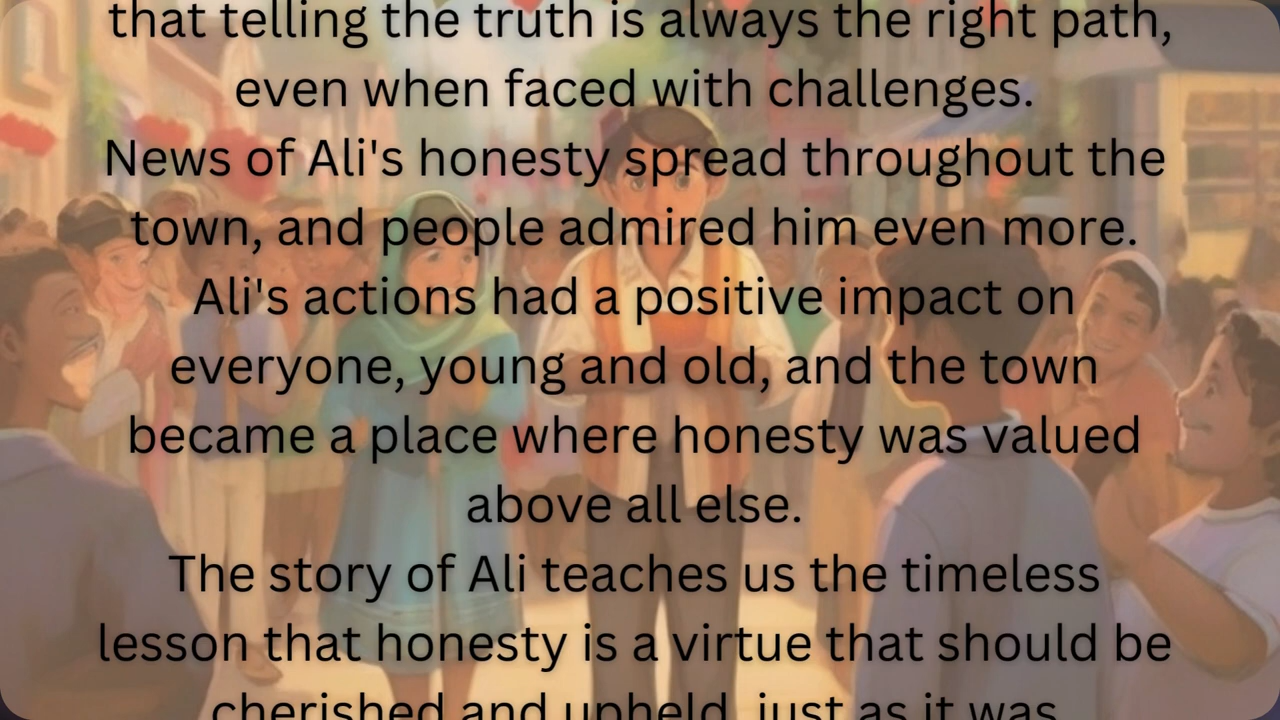 that telling the truth is always the right path,
even when faced with challenges.
News of Ali's honesty spread throughout the
town, and people admired him even more.
Ali's actions had a positive impact on
everyone, young and old, and the town
became a place where honesty was valued
above all else.
The story of Ali teaches us the timeless
lesson that honesty is a virtue that should be
cherished and upheld, just as it was